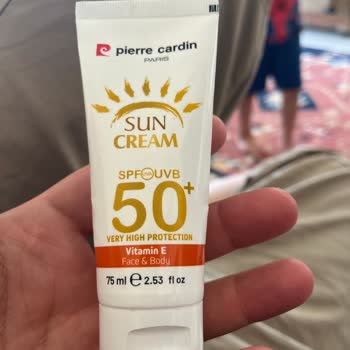 pierre cardin
PARIS
SUN
CREAM
SPF UVA UVB
50+
VERY HIGH PROTECTION
Vitamin E
Face & Body
75 ml e 2.53 fl oz